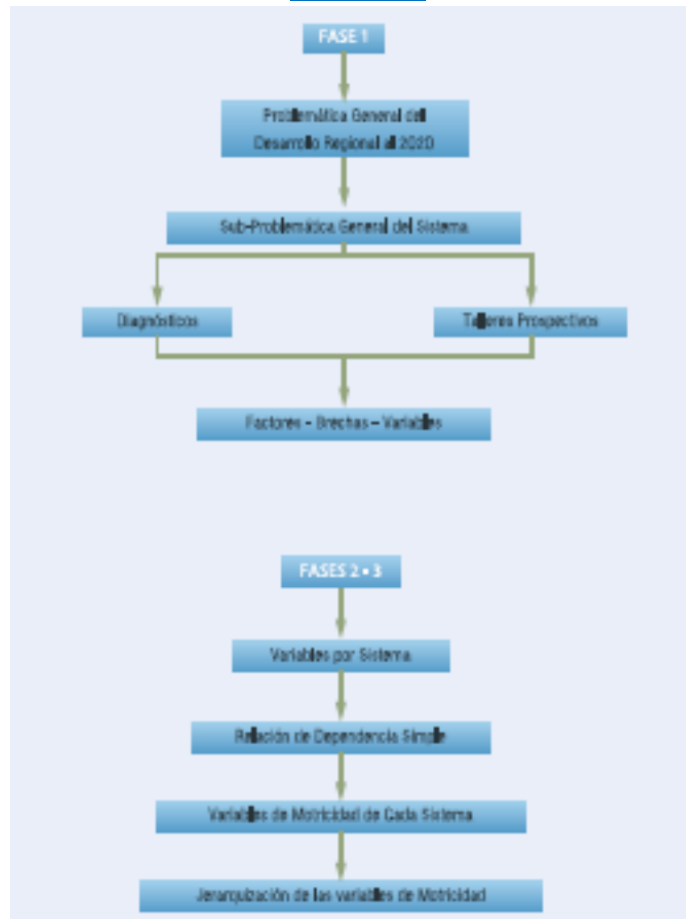 FASE 1
Problemática General del
Desarrollo Regional al 2020
Sub-Problemática General del Sistema
Diagnósticos
Talleres Prospectivos
Factores - Brechas – Variables
FASES 2 • 3
Variables por Sistema
Relación de Dependencia Simple
Variables de Motricidad de Cada Sistema
Jerarquización de las variables de Motricidad